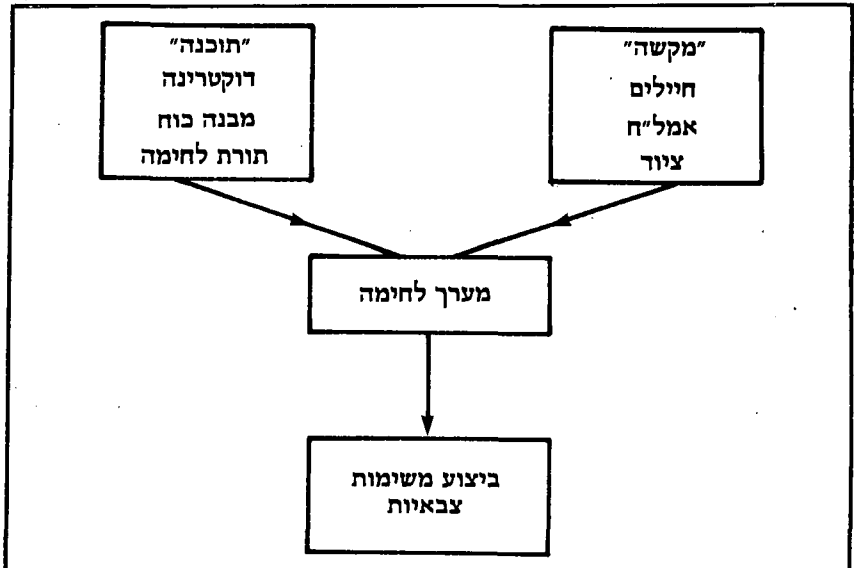 ״מקשה״
חיילים
אמל״ח
ציוד
״תוכנה״
דוקטרינה
מבנה כוח
תורת לחימה
מערך לחימה
ביצוע משימות
צבאיות